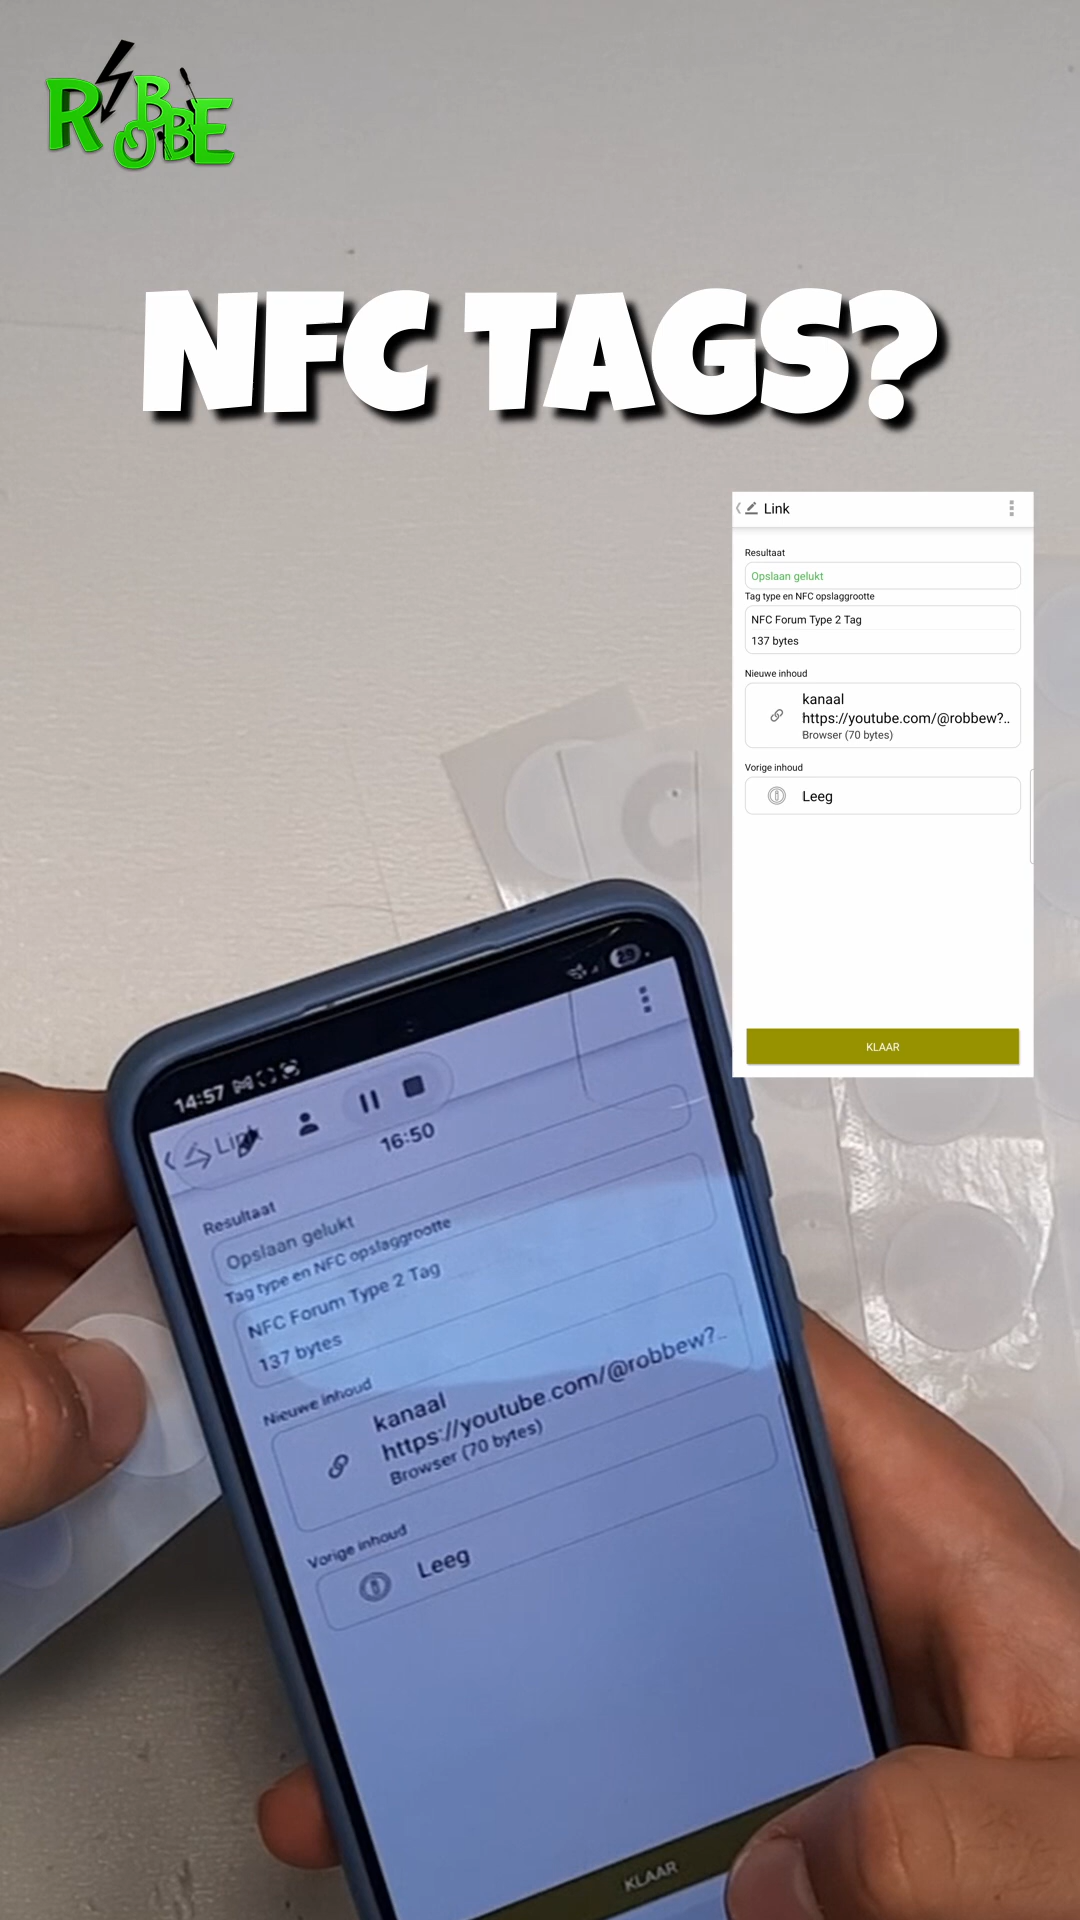 ROBBE
NFC TAGS?
Link
Resultaat
Opslaan gelukt
Tag type en NFC opslaggrootte
NFC Forum Type 2 Tag
137 bytes
Nieuwe inhoud
kanaal
https://youtube.com/@robbew?..
Browser (70 bytes)
Vorige inhoud
Leeg
KLAAR
14:57
29
Link
16:50
Resultaat
Opslaan gelukt
Tag type en NFC opslaggrootte
NFC Forum Type 2 Tag
137 bytes
Nieuwe inhoud
kanaal
https://youtube.com/@robbew?..
Browser (70 bytes)
Vorige inhoud
Leeg
KLAAR